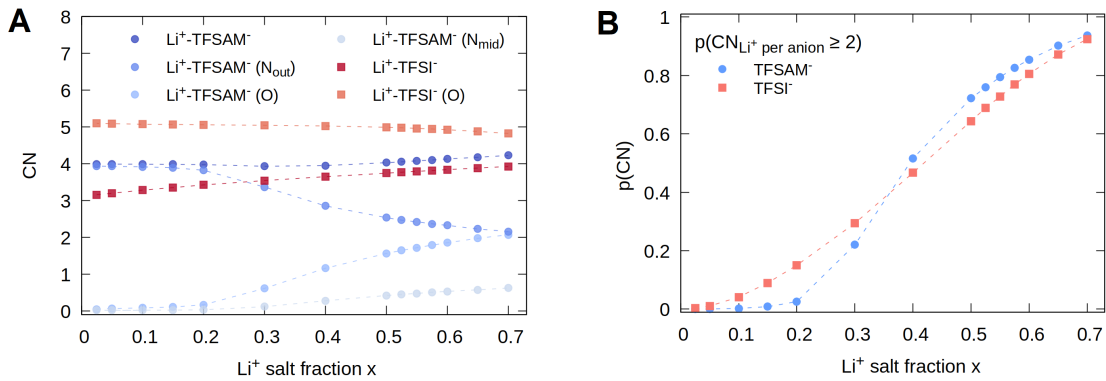 A
CN
8
7
6
5
4
3
2
1
0
Li⁺-TFSAM⁻
Li⁺-TFSAM⁻ (N_out)
Li⁺-TFSAM⁻ (O)
Li⁺-TFSAM⁻ (N_mid)
Li⁺-TFSI⁻
Li⁺-TFSI⁻ (O)
0 0.1 0.2 0.3 0.4 0.5 0.6 0.7
Li⁺ salt fraction x
B
p(CN)
1
0.8
0.6
0.4
0.2
0
p(CN_Li⁺ per anion ≥ 2)
TFSAM⁻
TFSI⁻
0 0.1 0.2 0.3 0.4 0.5 0.6 0.7
Li⁺ salt fraction x